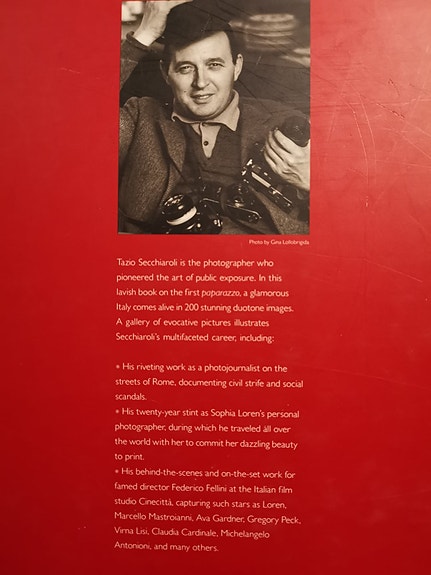 Photo by Gina Lollobrigida
Tazio Secchiaroli is the photographer who
pioneered the art of public exposure. In this
lavish book on the first paparazzo, a glamorous
Italy comes alive in 200 stunning duotone images.
A gallery of evocative pictures illustrates
Secchiaroli's multifaceted career, including:
* His riveting work as a photojournalist on the
streets of Rome, documenting civil strife and social
scandals.
* His twenty-year stint as Sophia Loren's personal
photographer, during which he traveled all over
the world with her to commit her dazzling beauty
to print.
* His behind-the-scenes and on-the-set work for
famed director Federico Fellini at the Italian film
studio Cinecittà, capturing such stars as Loren,
Marcello Mastroianni, Ava Gardner, Gregory Peck,
Virna Lisi, Claudia Cardinale, Michelangelo
Antonioni, and many others.